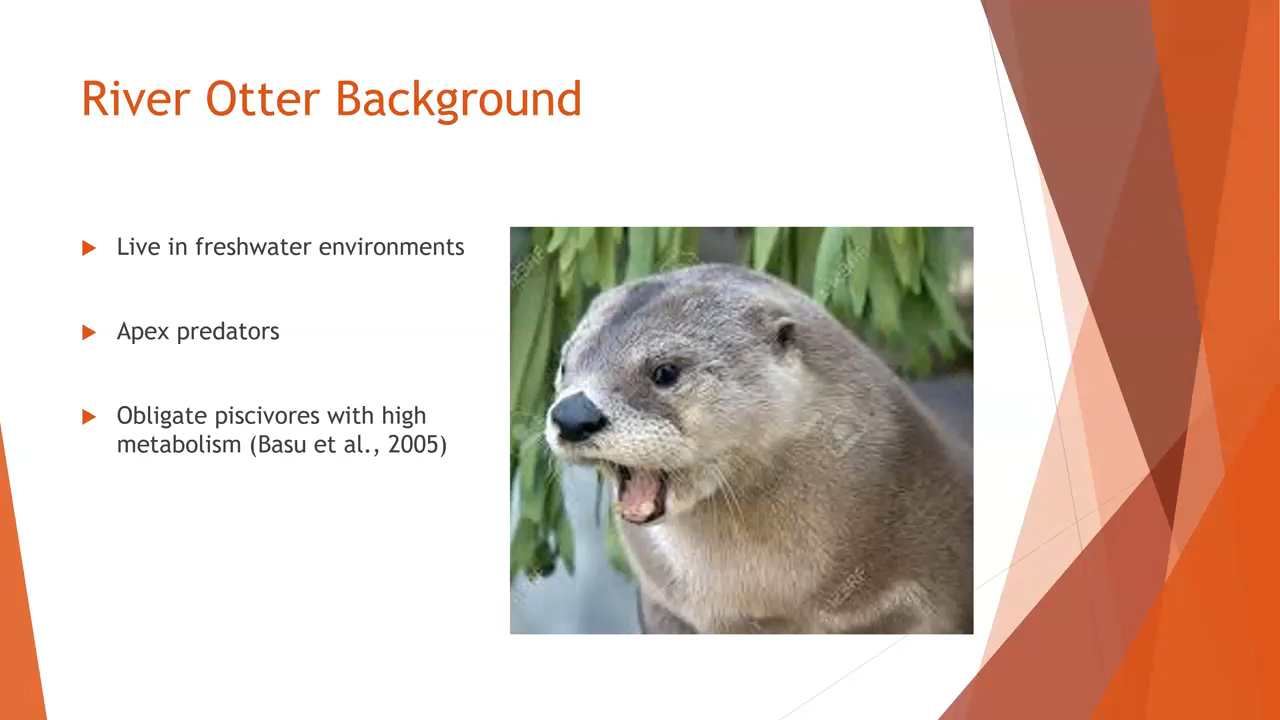 River Otter Background
Live in freshwater environments
Apex predators
Obligate piscivores with high
metabolism (Basu et al., 2005)